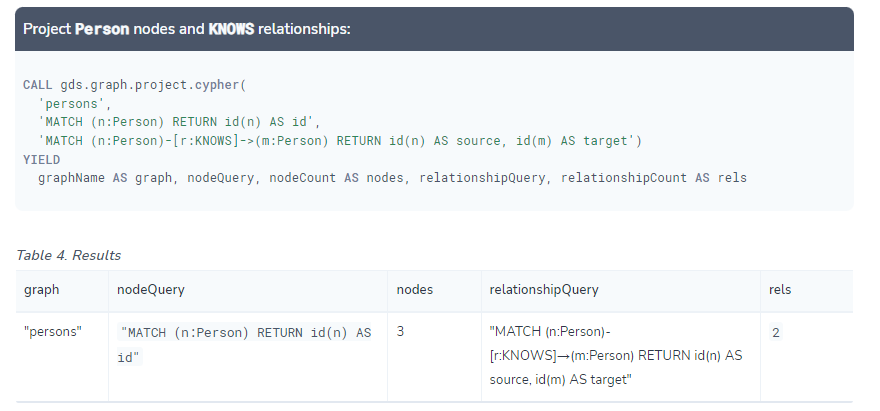 Project Person nodes and KNOWS relationships:
CALL gds.graph.project.cypher(
  'persons',
  'MATCH (n:Person) RETURN id(n) AS id',
  'MATCH (n:Person)-[r:KNOWS]->(m:Person) RETURN id(n) AS source, id(m) AS target')
YIELD
  graphName AS graph, nodeQuery, nodeCount AS nodes, relationshipQuery, relationshipCount AS rels
Table 4. Results
graph nodeQuery nodes relationshipQuery rels
"persons" "MATCH (n:Person) RETURN id(n) AS 3 "MATCH (n:Person)- 2
id" [r:KNOWS]→(m:Person) RETURN id(n) AS
source, id(m) AS target"